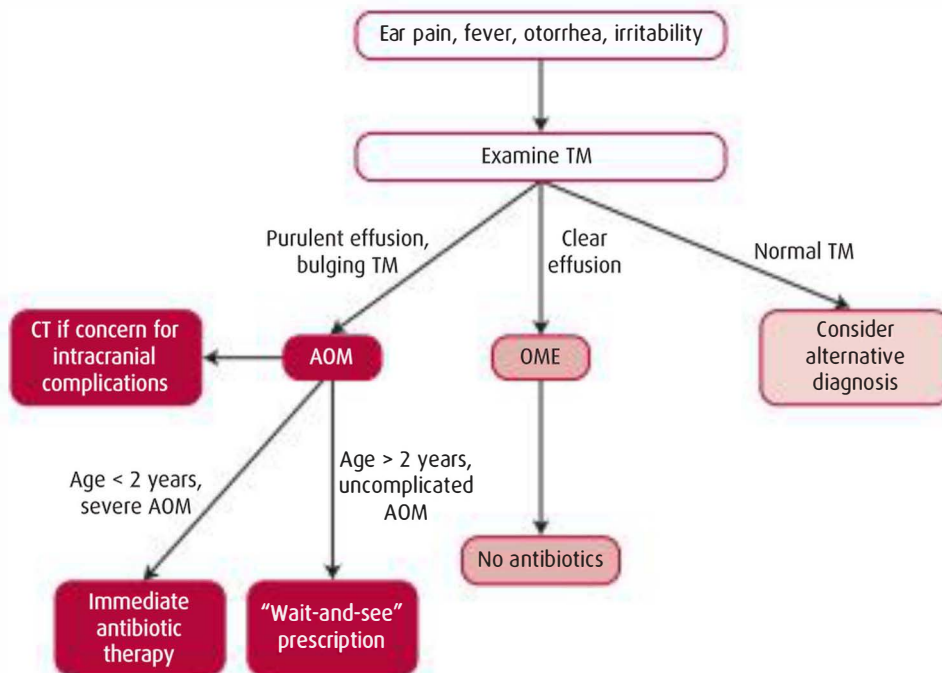 Ear pain, fever, otorrhea, irritability
Examine TM
Purulent effusion,
bulging TM
Clear
effusion
Normal TM
CT if concern for
intracranial
complications
AOM
OME
Consider
alternative
diagnosis
Age < 2 years,
severe AOM
Age > 2 years,
uncomplicated
AOM
No antibiotics
Immediate
antibiotic
therapy
“Wait-and-see”
prescription